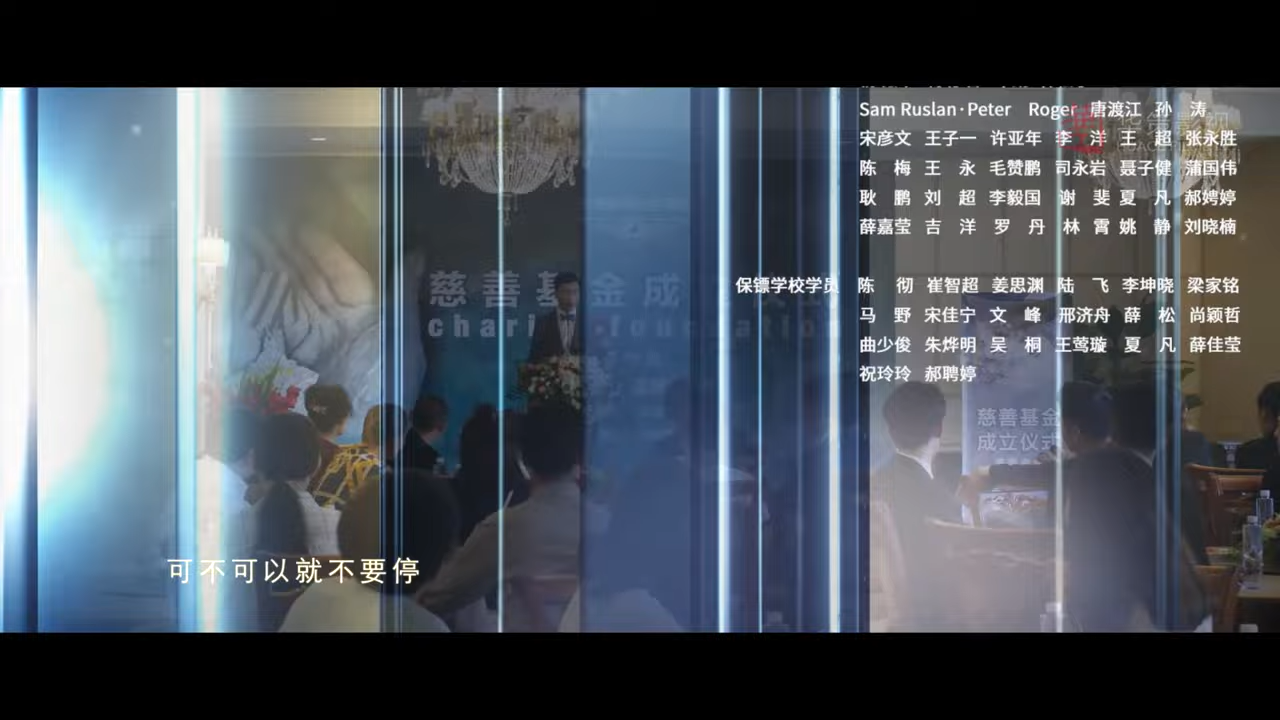 Sam Ruslan·Peter Roger 唐渡江 孙 涛
宋彦文 王子一 许亚年 李 洋 王 超 张永胜
陈 梅 王 永 毛赞鹏 司永岩 聂子健 蒲国伟
耿 鹏 刘 超 李毅国 谢 斐 夏 凡 郝娉婷
薛嘉莹 吉 洋 罗 丹 林 霄 姚 静 刘晓楠
保镖学校学员 陈 彻 崔智超 姜思渊 陆 飞 李坤晓 梁家铭
马 野 宋佳宁 文 峰 邢济舟 薛 松 尚颖哲
曲少俊 朱烨明 吴 桐 王莺璇 夏 凡 薛佳莹
祝玲玲 郝聘婷
慈善基金成
chari foundation
慈善基金
成立仪式
可不可以就不要停